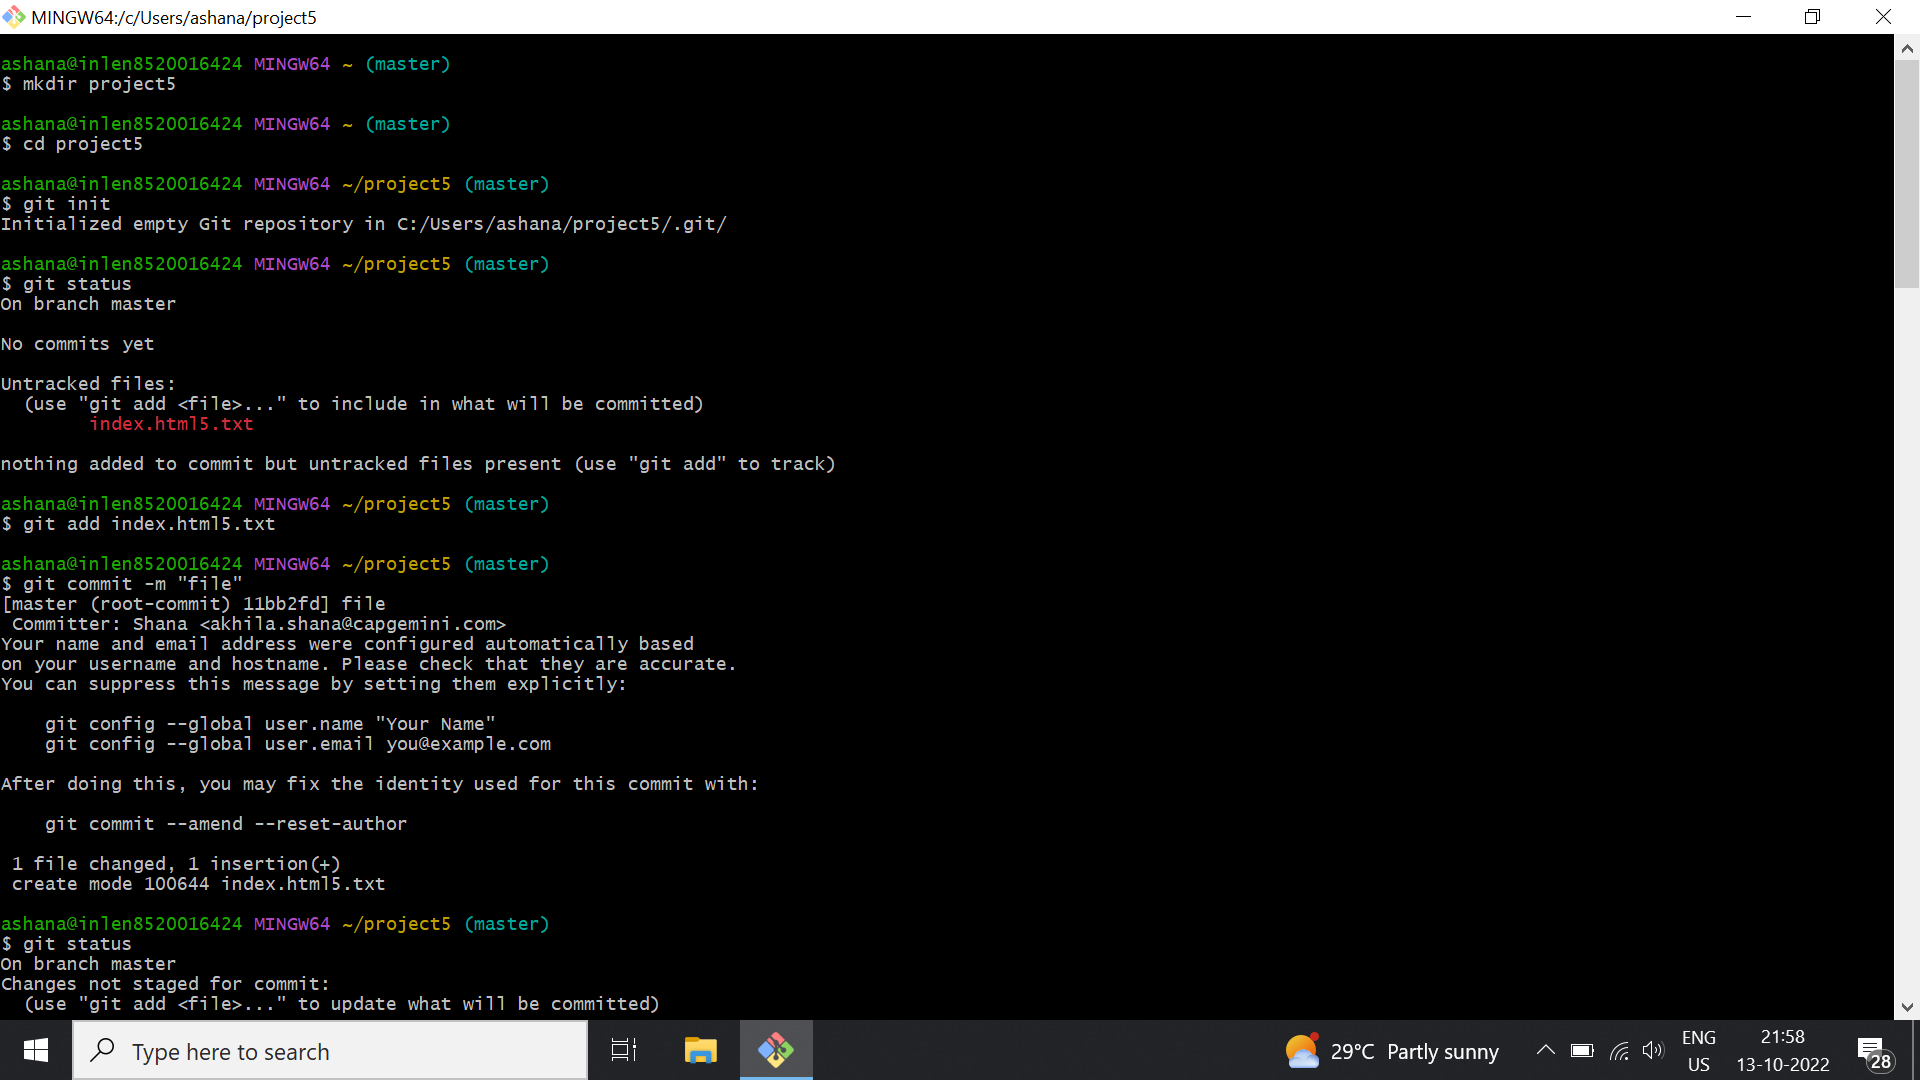 MINGW64:/c/Users/ashana/project5
ashana@inlen8520016424 MINGW64 ~ (master)
$ mkdir project5
ashana@inlen8520016424 MINGW64 ~ (master)
$ cd project5
ashana@inlen8520016424 MINGW64 ~/project5 (master)
$ git init
Initialized empty Git repository in C:/Users/ashana/project5/.git/
ashana@inlen8520016424 MINGW64 ~/project5 (master)
$ git status
On branch master
No commits yet
Untracked files:
(use "git add <file>..." to include in what will be committed)
index.html5.txt
nothing added to commit but untracked files present (use "git add" to track)
ashana@inlen8520016424 MINGW64 ~/project5 (master)
$ git add index.html5.txt
ashana@inlen8520016424 MINGW64 ~/project5 (master)
$ git commit -m "file"
[master (root-commit) 11bb2fd] file
Committer: Shana <akhila.shana@capgemini.com>
Your name and email address were configured automatically based
on your username and hostname. Please check that they are accurate.
You can suppress this message by setting them explicitly:
git config --global user.name "Your Name"
git config --global user.email you@example.com
After doing this, you may fix the identity used for this commit with:
git commit --amend --reset-author
1 file changed, 1 insertion(+)
create mode 100644 index.html5.txt
ashana@inlen8520016424 MINGW64 ~/project5 (master)
$ git status
On branch master
Changes not staged for commit:
(use "git add <file>..." to update what will be committed)
Type here to search
29°C Partly sunny
ENG
US
21:58
13-10-2022
28